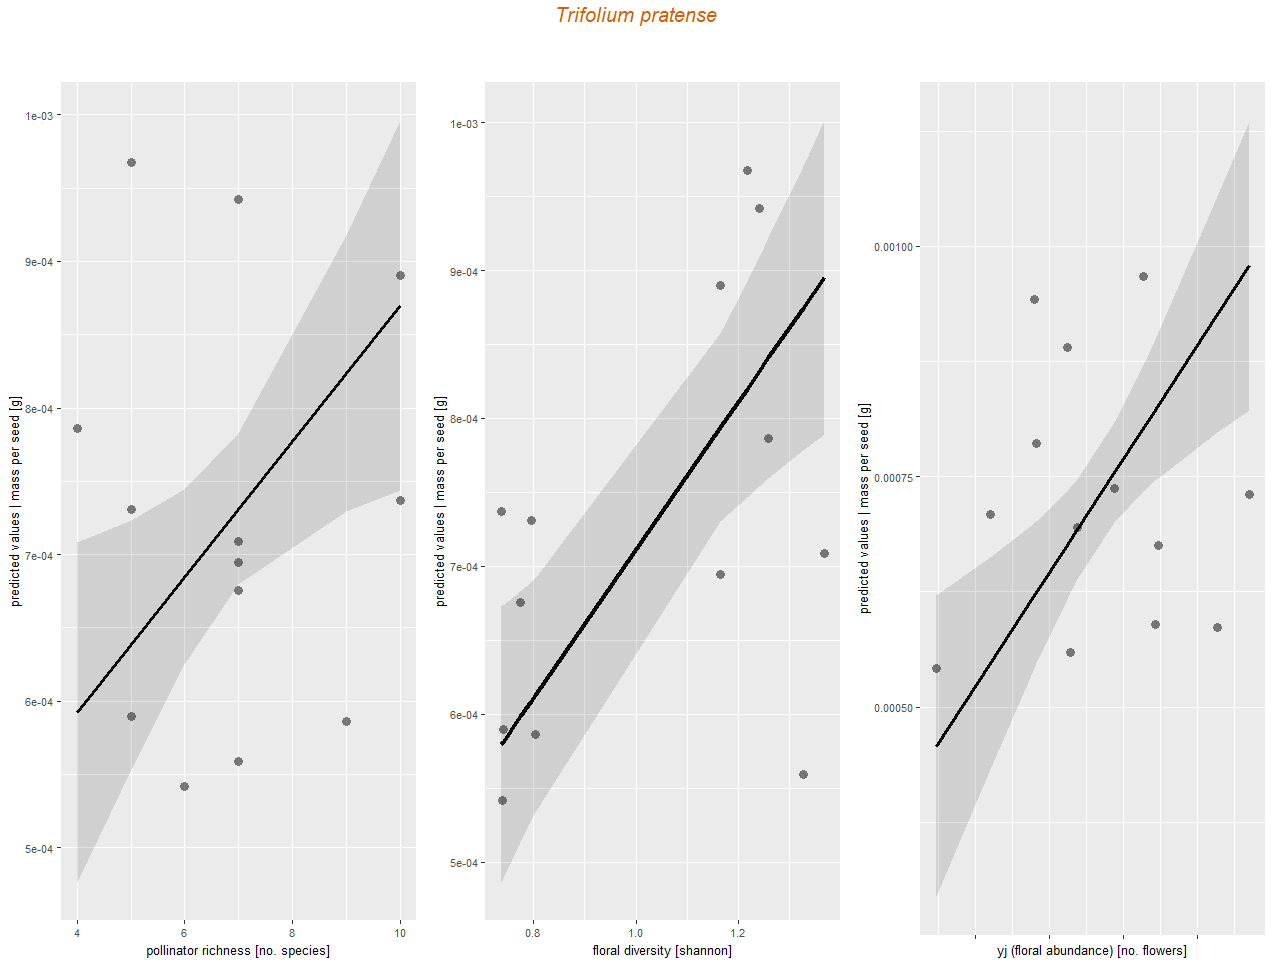 Trifolium pratense
predicted values | mass per seed [g]
1e-03
9e-04
8e-04
7e-04
6e-04
5e-04
4
6
8
10
pollinator richness [no. species]
predicted values | mass per seed [g]
1e-03
9e-04
8e-04
7e-04
6e-04
5e-04
0.8
1.0
1.2
floral diversity [shannon]
predicted values | mass per seed [g]
0.00100
0.00075
0.00050
yj (floral abundance) [no. flowers]